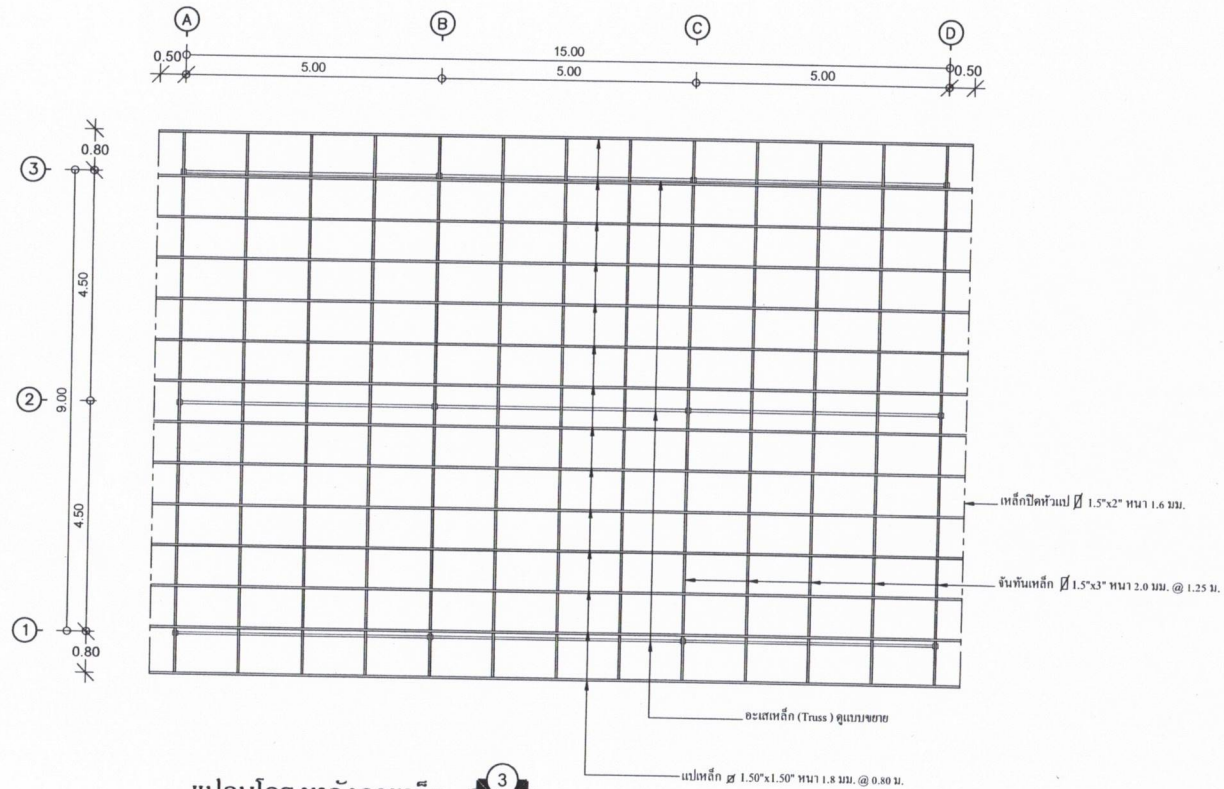 A
B
C
D
15.00
0.50
5.00
5.00
5.00
0.50
0.80
3
4.50
9.00
2
4.50
1
0.80
เหล็กปิดหัวแป 1.5"x2" หนา 1.6 มม.
จันทันเหล็ก 1.5"x3" หนา 2.0 มม. @ 1.25 ม.
อะเสเหล็ก (Truss ) ดูแบบขยาย
แปเหล็ก 1.50"x1.50" หนา 1.8 มม. @ 0.80 ม.
3